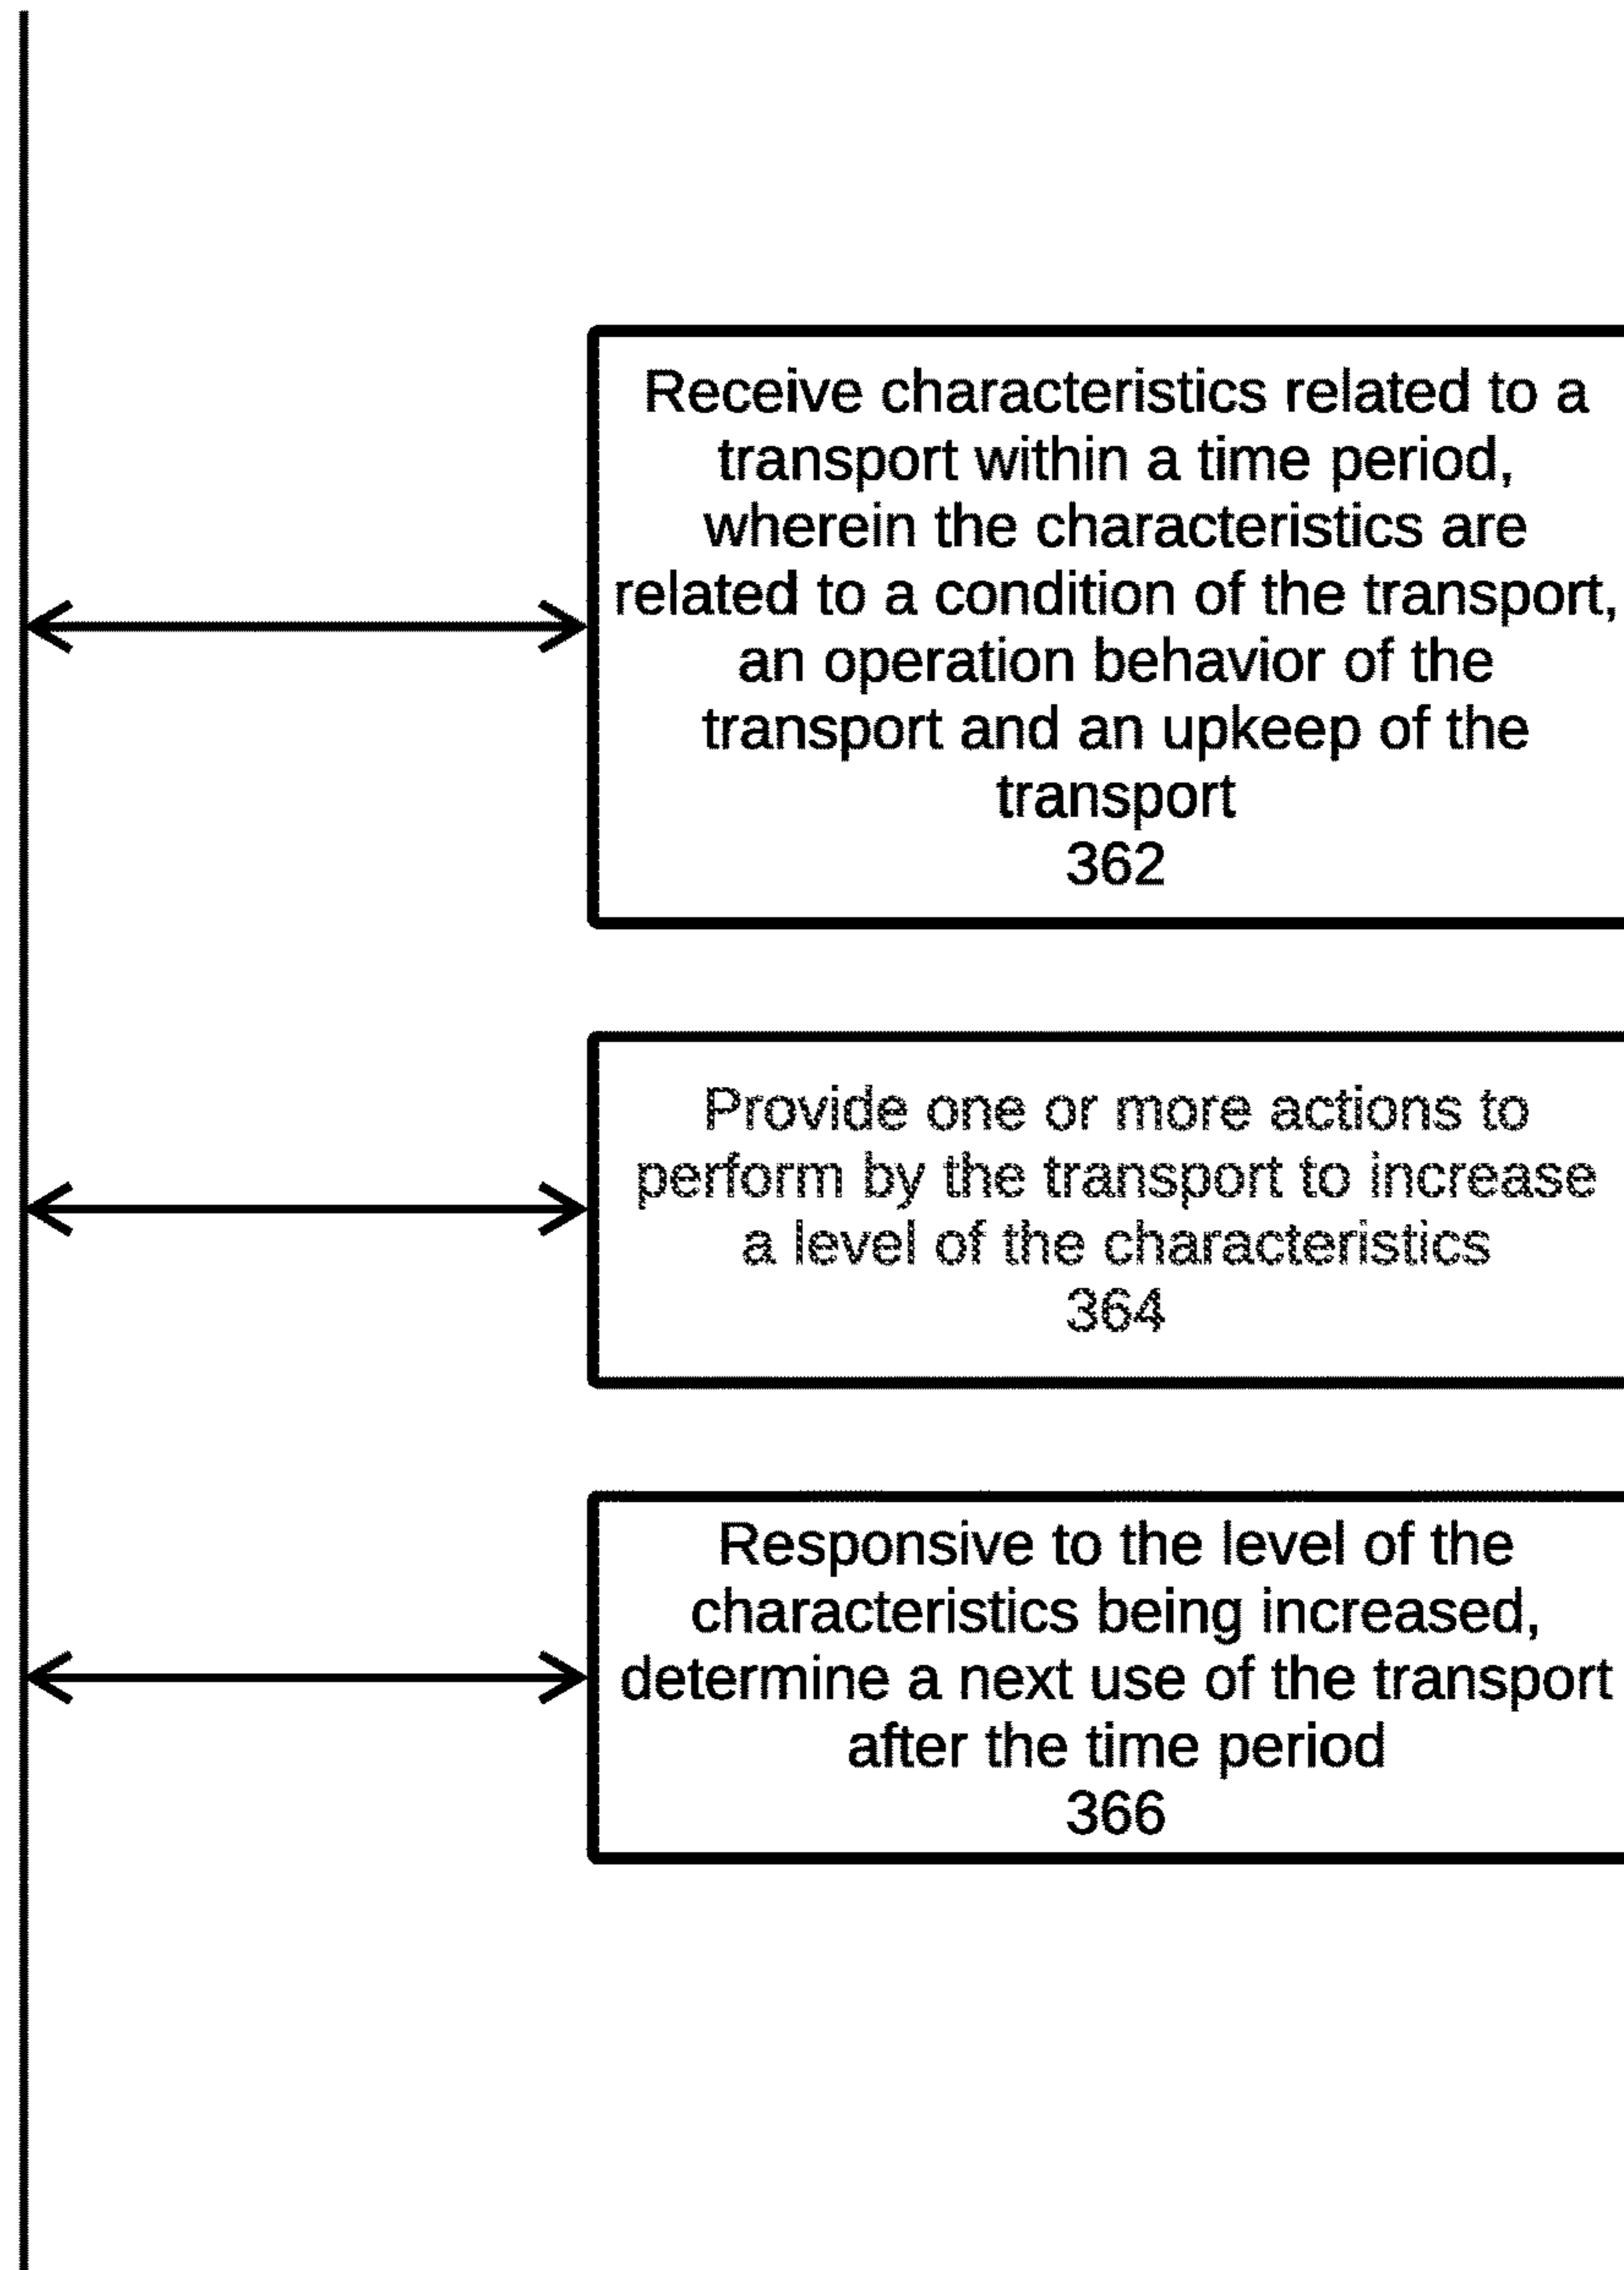 Receive characteristics related to a
transport within a time period,
wherein the characteristics are
related to a condition of the transport,
an operation behavior of the
transport and an upkeep of the
transport
362
Provide one or more actions to
perform by the transport to increase
a level of the characteristics
364
Responsive to the level of the
characteristics being increased,
determine a next use of the transport
after the time period
366